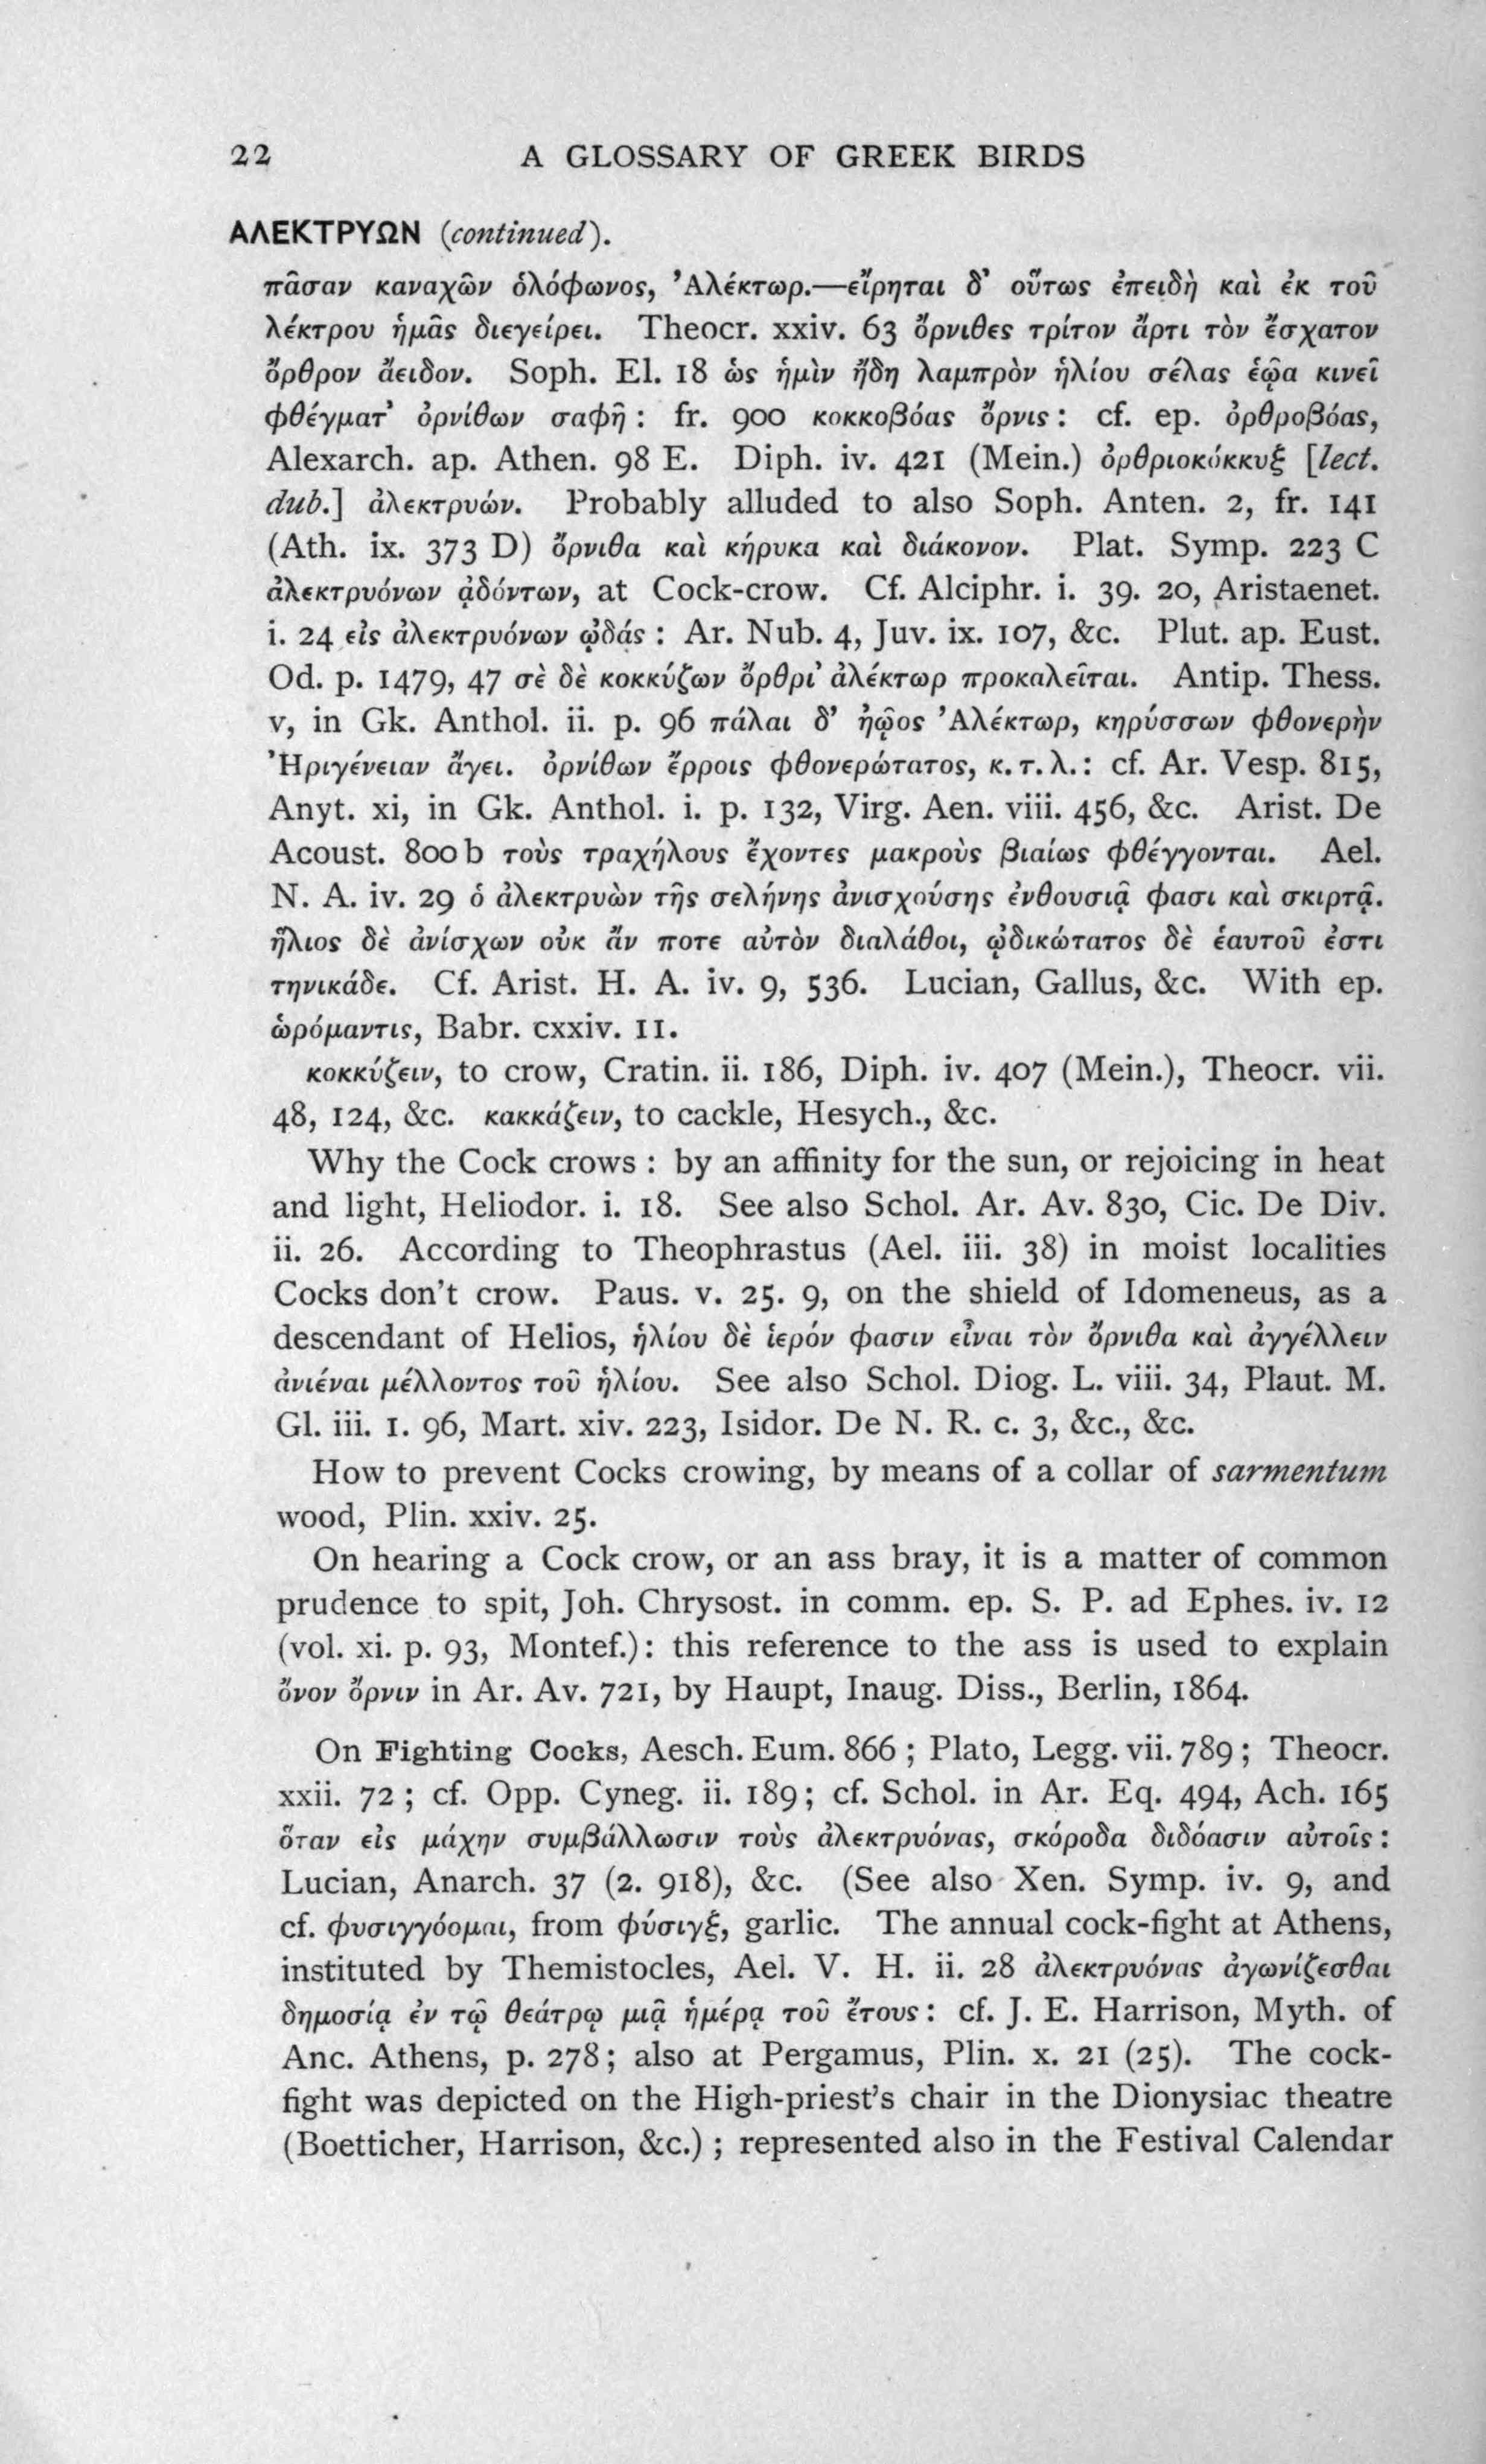 22 A GLOSSARY OF GREEK BIRDS
ΑΛΕΚΤΡΥΩΝ (continued).
πᾶσαν καναχῶν ὁλόφωνος, Ἀλέκτωρ.—εἴρηται δ' οὕτως ἐπειδὴ καὶ ἐκ τοῦ
λέκτρου ἡμᾶς διεγείρει. Theocr. xxiv. 63 ὄρνιθες τρίτον ἄρτι τὸν ἔσχατον
ὄρθρον ἄειδον. Soph. El. 18 ὡς ἡμὶν ἤδη λαμπρὸν ἡλίου σέλας ἑῷα κινεῖ
φθέγματ' ὀρνίθων σαφῆ : fr. 900 κοκκοβόας ὄρνις : cf. ep. ὀρθροβόας,
Alexarch. ap. Athen. 98 E. Diph. iv. 421 (Mein.) ὀρθριοκόκκυξ [lect.
dub.] ἀλεκτρυών. Probably alluded to also Soph. Anten. 2, fr. 141
(Ath. ix. 373 D) ὄρνιθα καὶ κήρυκα καὶ διάκονον. Plat. Symp. 223 C
ἀλεκτρυόνων ᾀδόντων, at Cock-crow. Cf. Alciphr. i. 39. 20, Aristaenet.
i. 24 εἰς ἀλεκτρυόνων ᾠδάς : Ar. Nub. 4, Juv. ix. 107, &c. Plut. ap. Eust.
Od. p. 1479, 47 σὲ δὲ κοκκύζων ὄρθρι' ἀλέκτωρ προκαλεῖται. Antip. Thess.
v, in Gk. Anthol. ii. p. 96 πάλαι δ' ἠῷος Ἀλέκτωρ, κηρύσσων φθονερὴν
Ἠριγένειαν ἄγει. ὀρνίθων ἔρροις φθονερώτατος, κ.τ.λ.: cf. Ar. Vesp. 815,
Anyt. xi, in Gk. Anthol. i. p. 132, Virg. Aen. viii. 456, &c. Arist. De
Acoust. 800 b τοὺς τραχήλους ἔχοντες μακροὺς βιαίως φθέγγονται. Ael.
N. A. iv. 29 ὁ ἀλεκτρυὼν τῆς σελήνης ἀνισχούσης ἐνθουσιᾷ φασι καὶ σκιρτᾷ.
ἥλιος δὲ ἀνίσχων οὐκ ἄν ποτε αὐτὸν διαλάθοι, ᾠδικώτατος δὲ ἑαυτοῦ ἐστι
τηνικάδε. Cf. Arist. H. A. iv. 9, 536. Lucian, Gallus, &c. With ep.
ὡρόμαντις, Babr. cxxiv. 11.
κοκκύζειν, to crow, Cratin. ii. 186, Diph. iv. 407 (Mein.), Theocr. vii.
48, 124, &c. κακκάζειν, to cackle, Hesych., &c.
Why the Cock crows : by an affinity for the sun, or rejoicing in heat
and light, Heliodor. i. 18. See also Schol. Ar. Av. 830, Cic. De Div.
ii. 26. According to Theophrastus (Ael. iii. 38) in moist localities
Cocks don't crow. Paus. v. 25. 9, on the shield of Idomeneus, as a
descendant of Helios, ἡλίου δὲ ἱερόν φασιν εἶναι τὸν ὄρνιθα καὶ ἀγγέλλειν
ἀνιέναι μέλλοντος τοῦ ἡλίου. See also Schol. Diog. L. viii. 34, Plaut. M.
Gl. iii. 1. 96, Mart. xiv. 223, Isidor. De N. R. c. 3, &c., &c.
How to prevent Cocks crowing, by means of a collar of sarmentum
wood, Plin. xxiv. 25.
On hearing a Cock crow, or an ass bray, it is a matter of common
prudence to spit, Joh. Chrysost. in comm. ep. S. P. ad Ephes. iv. 12
(vol. xi. p. 93, Montef.): this reference to the ass is used to explain
ὄνον ὄρνιν in Ar. Av. 721, by Haupt, Inaug. Diss., Berlin, 1864.
On Fighting Cocks, Aesch. Eum. 866 ; Plato, Legg. vii. 789 ; Theocr.
xxii. 72 ; cf. Opp. Cyneg. ii. 189 ; cf. Schol. in Ar. Eq. 494, Ach. 165
ὅταν εἰς μάχην συμβάλλωσιν τοὺς ἀλεκτρυόνας, σκόροδα διδόασιν αὐτοῖς :
Lucian, Anarch. 37 (2. 918), &c. (See also Xen. Symp. iv. 9, and
cf. φυσιγγόομαι, from φύσιγξ, garlic. The annual cock-fight at Athens,
instituted by Themistocles, Ael. V. H. ii. 28 ἀλεκτρυόνας ἀγωνίζεσθαι
δημοσίᾳ ἐν τῷ θεάτρῳ μιᾷ ἡμέρᾳ τοῦ ἔτους : cf. J. E. Harrison, Myth. of
Anc. Athens, p. 278 ; also at Pergamus, Plin. x. 21 (25). The cock-
fight was depicted on the High-priest's chair in the Dionysiac theatre
(Boetticher, Harrison, &c.) ; represented also in the Festival Calendar